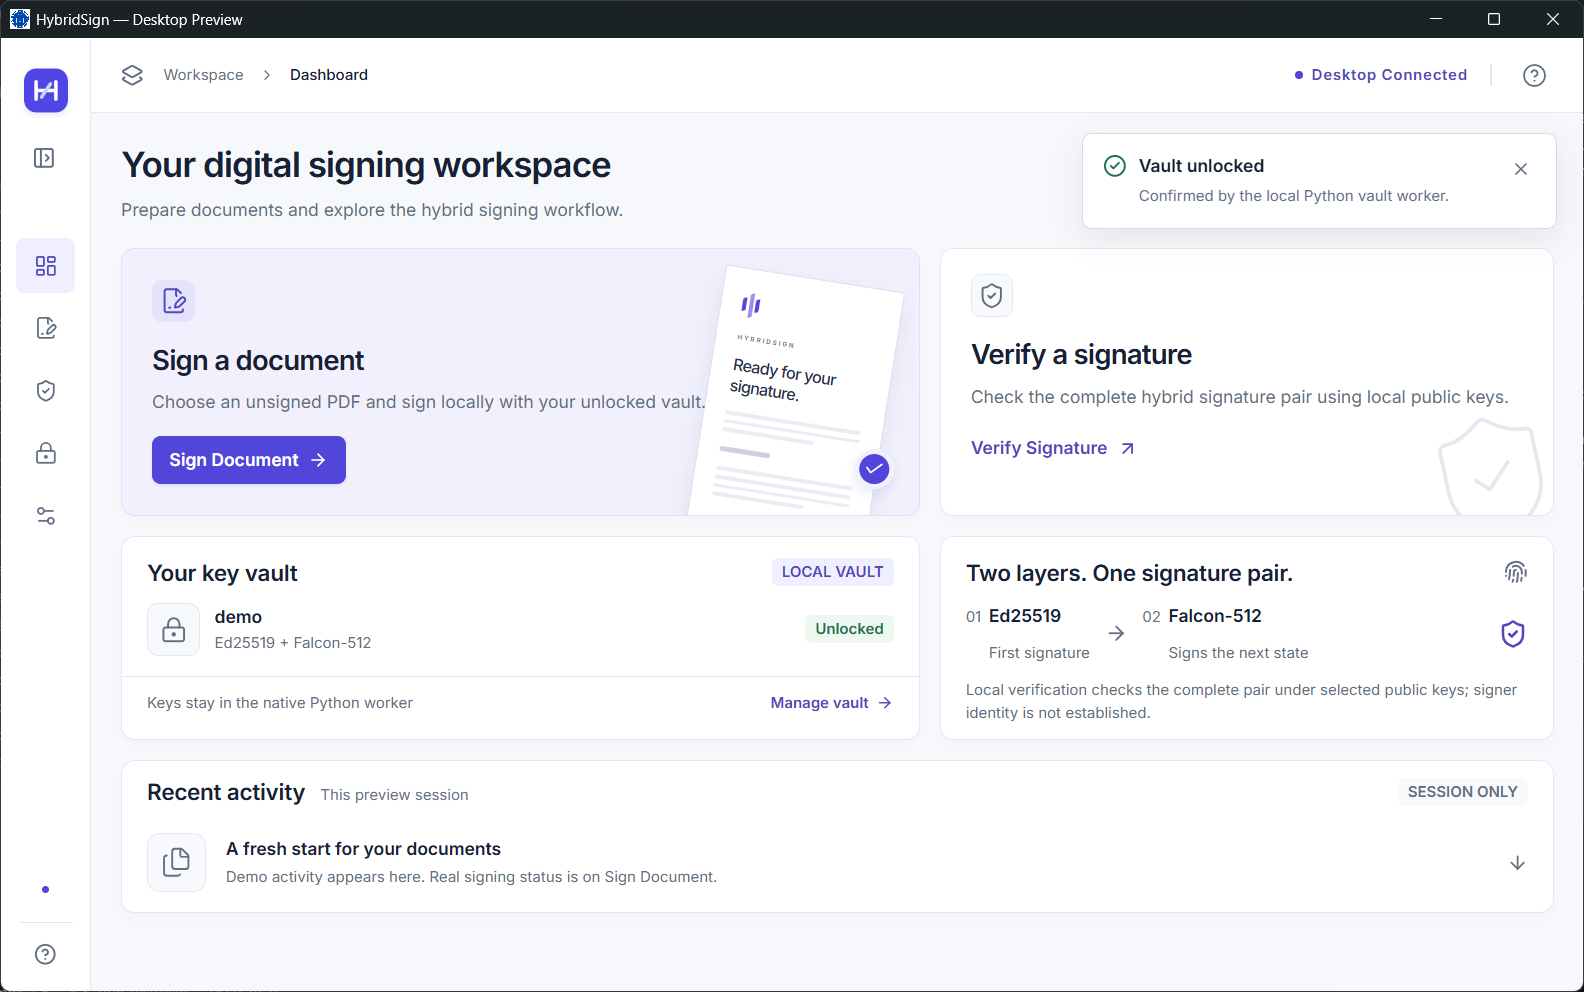 HybridSign — Desktop Preview
Workspace > Dashboard
Desktop Connected
Your digital signing workspace
Prepare documents and explore the hybrid signing workflow.
Vault unlocked
Confirmed by the local Python vault worker.
Sign a document
Choose an unsigned PDF and sign locally with your unlocked vault.
Sign Document
HYBRIDSIGN
Ready for your
signature.
Verify a signature
Check the complete hybrid signature pair using local public keys.
Verify Signature
Your key vault
LOCAL VAULT
demo
Ed25519 + Falcon-512
Unlocked
Keys stay in the native Python worker
Manage vault
Two layers. One signature pair.
01 Ed25519
First signature
02 Falcon-512
Signs the next state
Local verification checks the complete pair under selected public keys; signer
identity is not established.
Recent activity This preview session
SESSION ONLY
A fresh start for your documents
Demo activity appears here. Real signing status is on Sign Document.